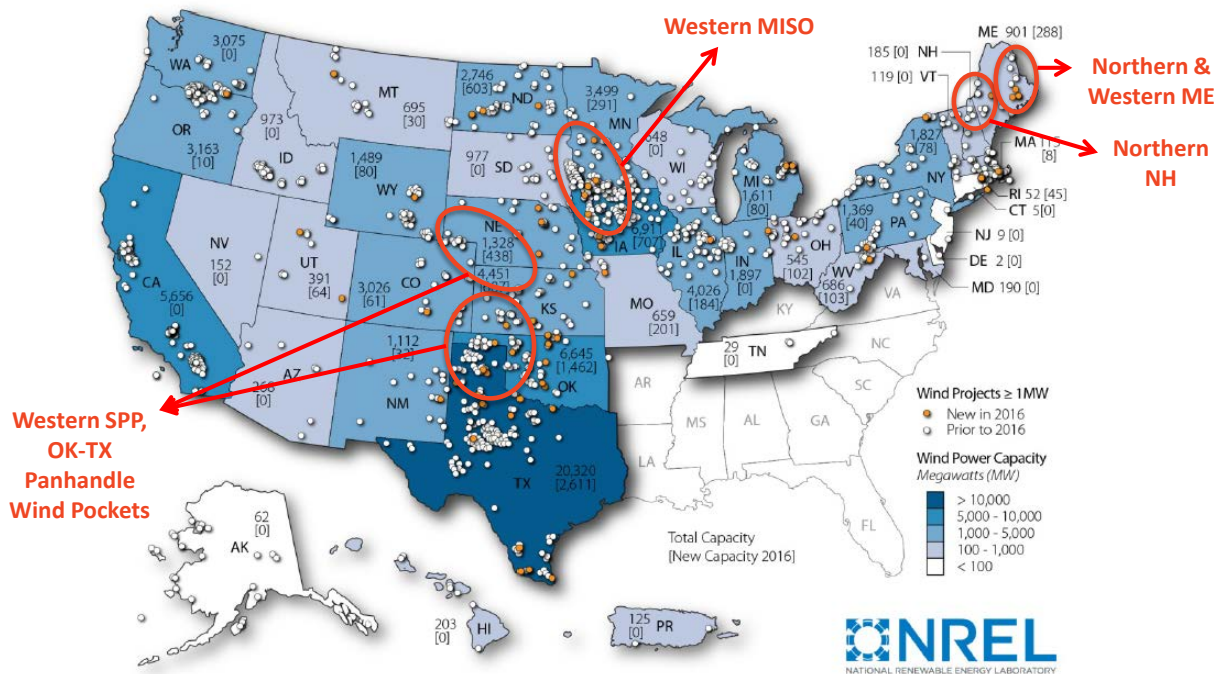 Western MISO
ME 901 [288]
185 [0] NH
119 [0] VT
Northern &
Western ME
Northern
NH
3,075
[0]
WA
MT
695
[30]
2,746
[603]
ND
3,499
[291]
MN
973
[0]
OR
3,163
[10]
ID
1,489
[80]
WY
977
[0]
SD
648
[0]
WI
MI
1,611
[80]
1,827
[78]
NY
MA 115
[8]
RI 52 [45]
CT 5[0]
NJ 9 [0]
DE 2 [0]
MD 190 [0]
1,369
[40]
PA
NE
1,328
[438]
6,911
[707]
IA
IL
4,026
[184]
IN
1,897
[0]
OH
545
[102]
WV
686
[103]
VA
KY
NV
152
[0]
UT
391
[64]
CO
3,026
[61]
4,451
KS
MO
659
[201]
CA
5,656
[0]
AZ
268
[0]
1,112
[32]
NM
6,645
[1,462]
OK
29
[0]
TN
NC
AR
SC
MS
AL
GA
LA
FL
TX
20,320
[2,611]
Western SPP,
OK-TX
Panhandle
Wind Pockets
62
[0]
AK
203
[0]
HI
125
[0]
PR
Total Capacity
[New Capacity 2016]
Wind Projects ≥ 1MW
New in 2016
Prior to 2016
Wind Power Capacity
Megawatts (MW)
> 10,000
5,000 - 10,000
1,000 - 5,000
100 - 1,000
< 100
NREL
NATIONAL RENEWABLE ENERGY LABORATORY